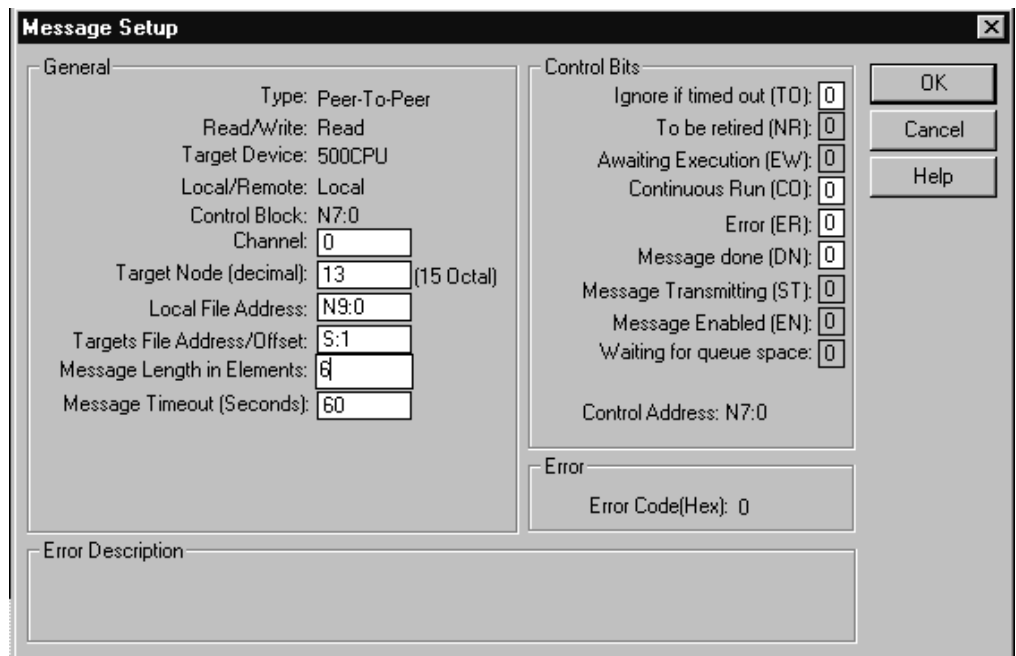 Message Setup
General
Type: Peer-To-Peer
Read/Write: Read
Target Device: 500CPU
Local/Remote: Local
Control Block: N7:0
Channel: 0
Target Node (decimal): 13 (15 Octal)
Local File Address: N9:0
Targets File Address/Offset: S:1
Message Length in Elements: 6
Message Timeout (Seconds): 60
Control Bits
Ignore if timed out (TO): 0
To be retired (NR): 0
Awaiting Execution (EW): 0
Continuous Run (CO): 0
Error (ER): 0
Message done (DN): 0
Message Transmitting (ST): 0
Message Enabled (EN): 0
Waiting for queue space: 0
Control Address: N7:0
Error
Error Code(Hex): 0
Error Description
OK
Cancel
Help